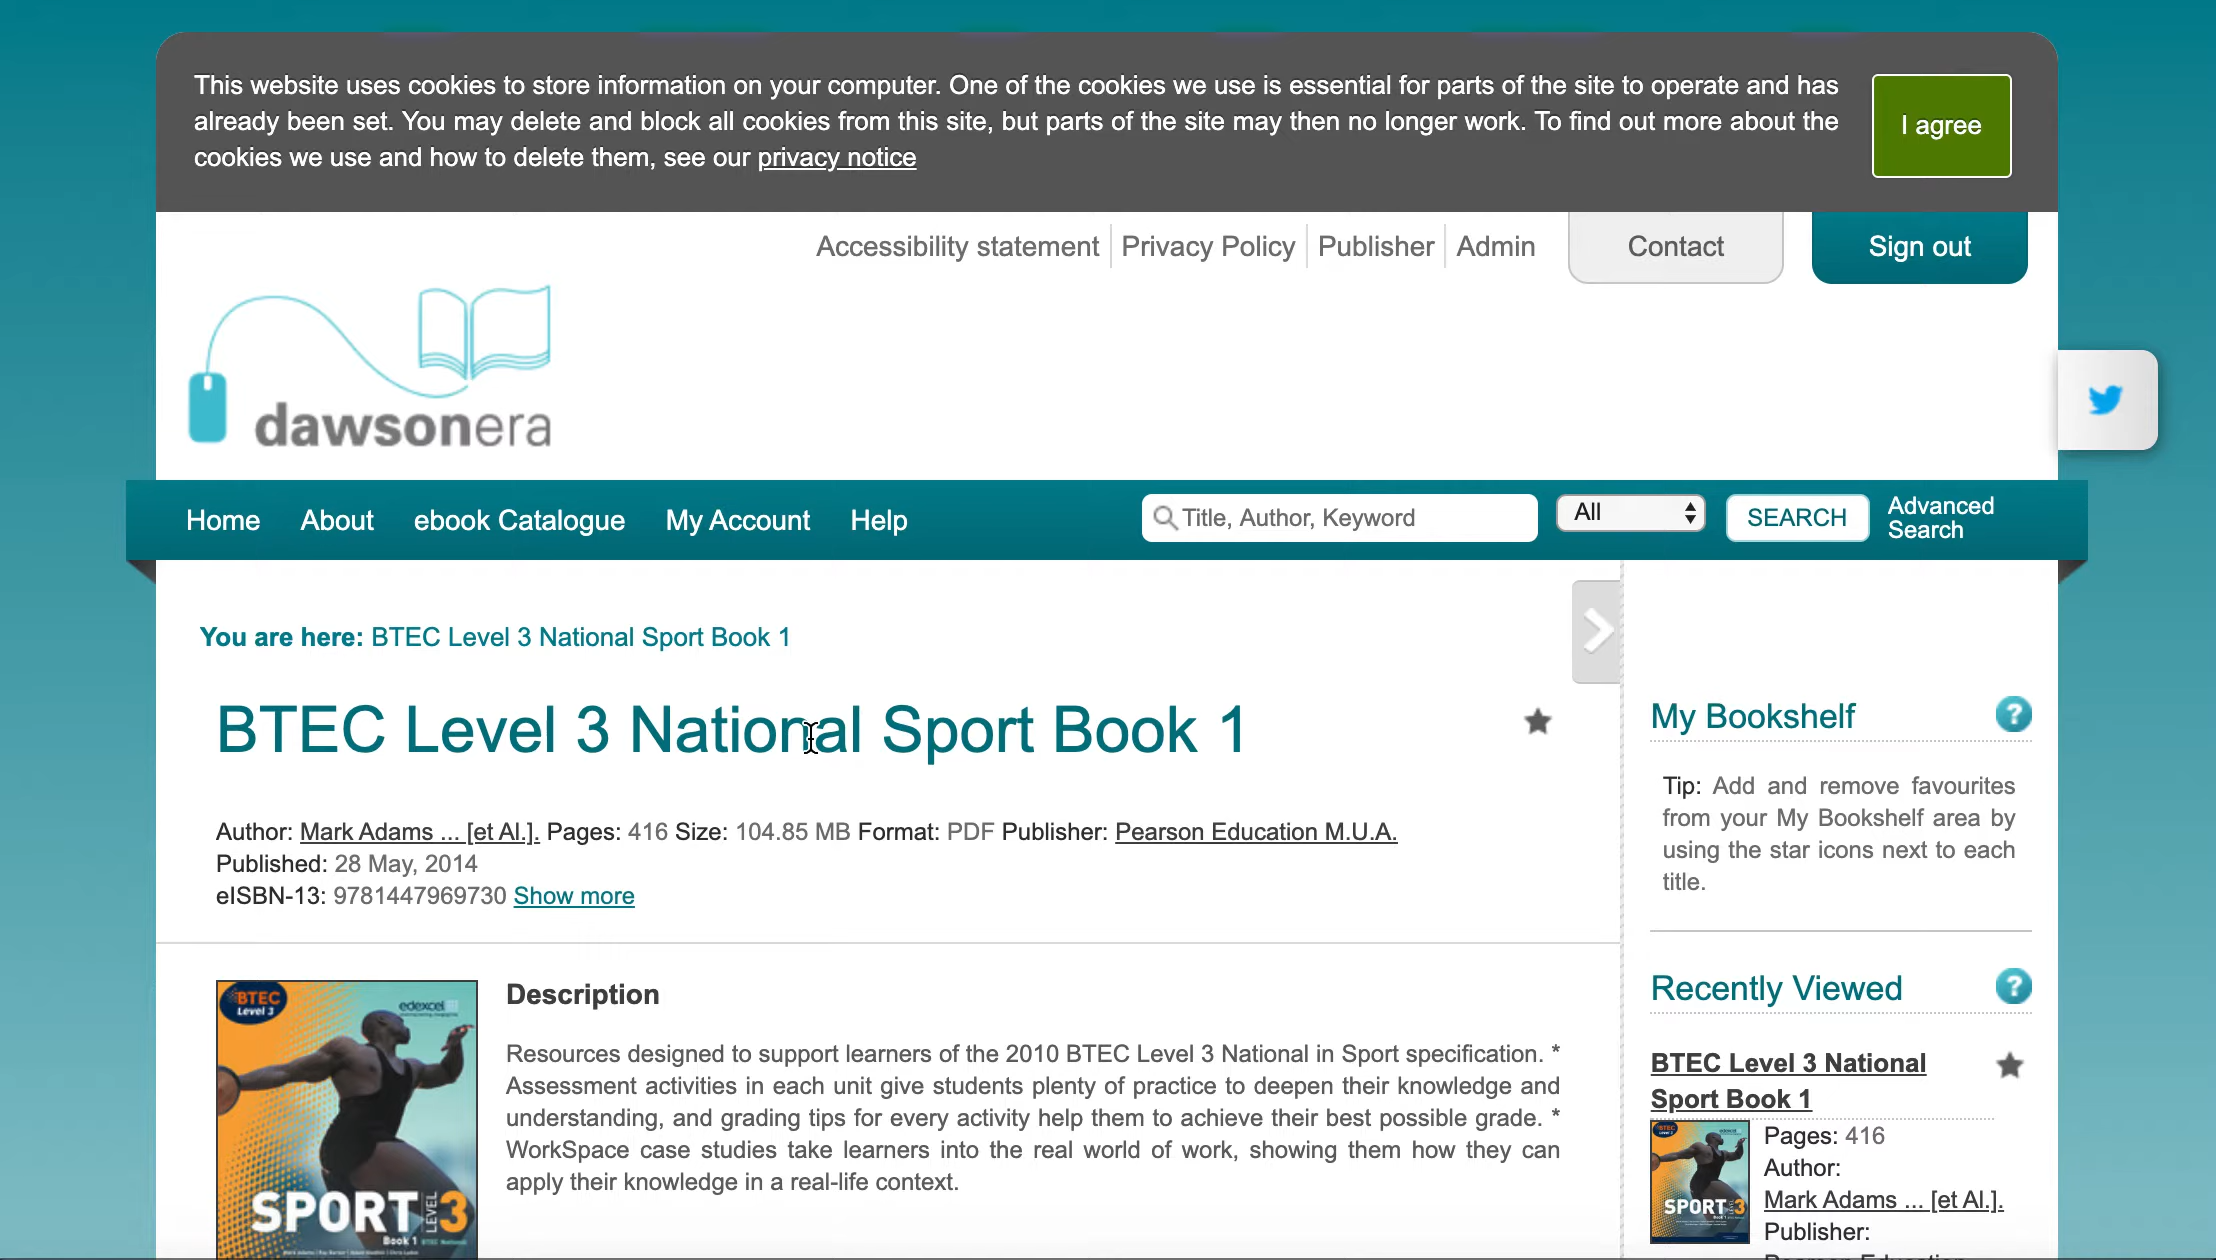 This website uses cookies to store information on your computer. One of the cookies we use is essential for parts of the site to operate and has
already been set. You may delete and block all cookies from this site, but parts of the site may then no longer work. To find out more about the
cookies we use and how to delete them, see our privacy notice
I agree
Accessibility statement Privacy Policy Publisher Admin Contact Sign out
dawsonera
Home About ebook Catalogue My Account Help Title, Author, Keyword All SEARCH Advanced
Search
You are here: BTEC Level 3 National Sport Book 1
BTEC Level 3 National Sport Book 1
Author: Mark Adams ... [et Al.]. Pages: 416 Size: 104.85 MB Format: PDF Publisher: Pearson Education M.U.A.
Published: 28 May, 2014
eISBN-13: 9781447969730 Show more
BTEC
Level 3
edexcel
SPORT LEVEL 3
Book 1 BTEC National
Description
Resources designed to support learners of the 2010 BTEC Level 3 National in Sport specification. *
Assessment activities in each unit give students plenty of practice to deepen their knowledge and
understanding, and grading tips for every activity help them to achieve their best possible grade. *
WorkSpace case studies take learners into the real world of work, showing them how they can
apply their knowledge in a real-life context.
My Bookshelf ?
Tip: Add and remove favourites
from your My Bookshelf area by
using the star icons next to each
title.
Recently Viewed ?
BTEC Level 3 National
Sport Book 1
SPORT 3
Pages: 416
Author:
Mark Adams ... [et Al.].
Publisher: